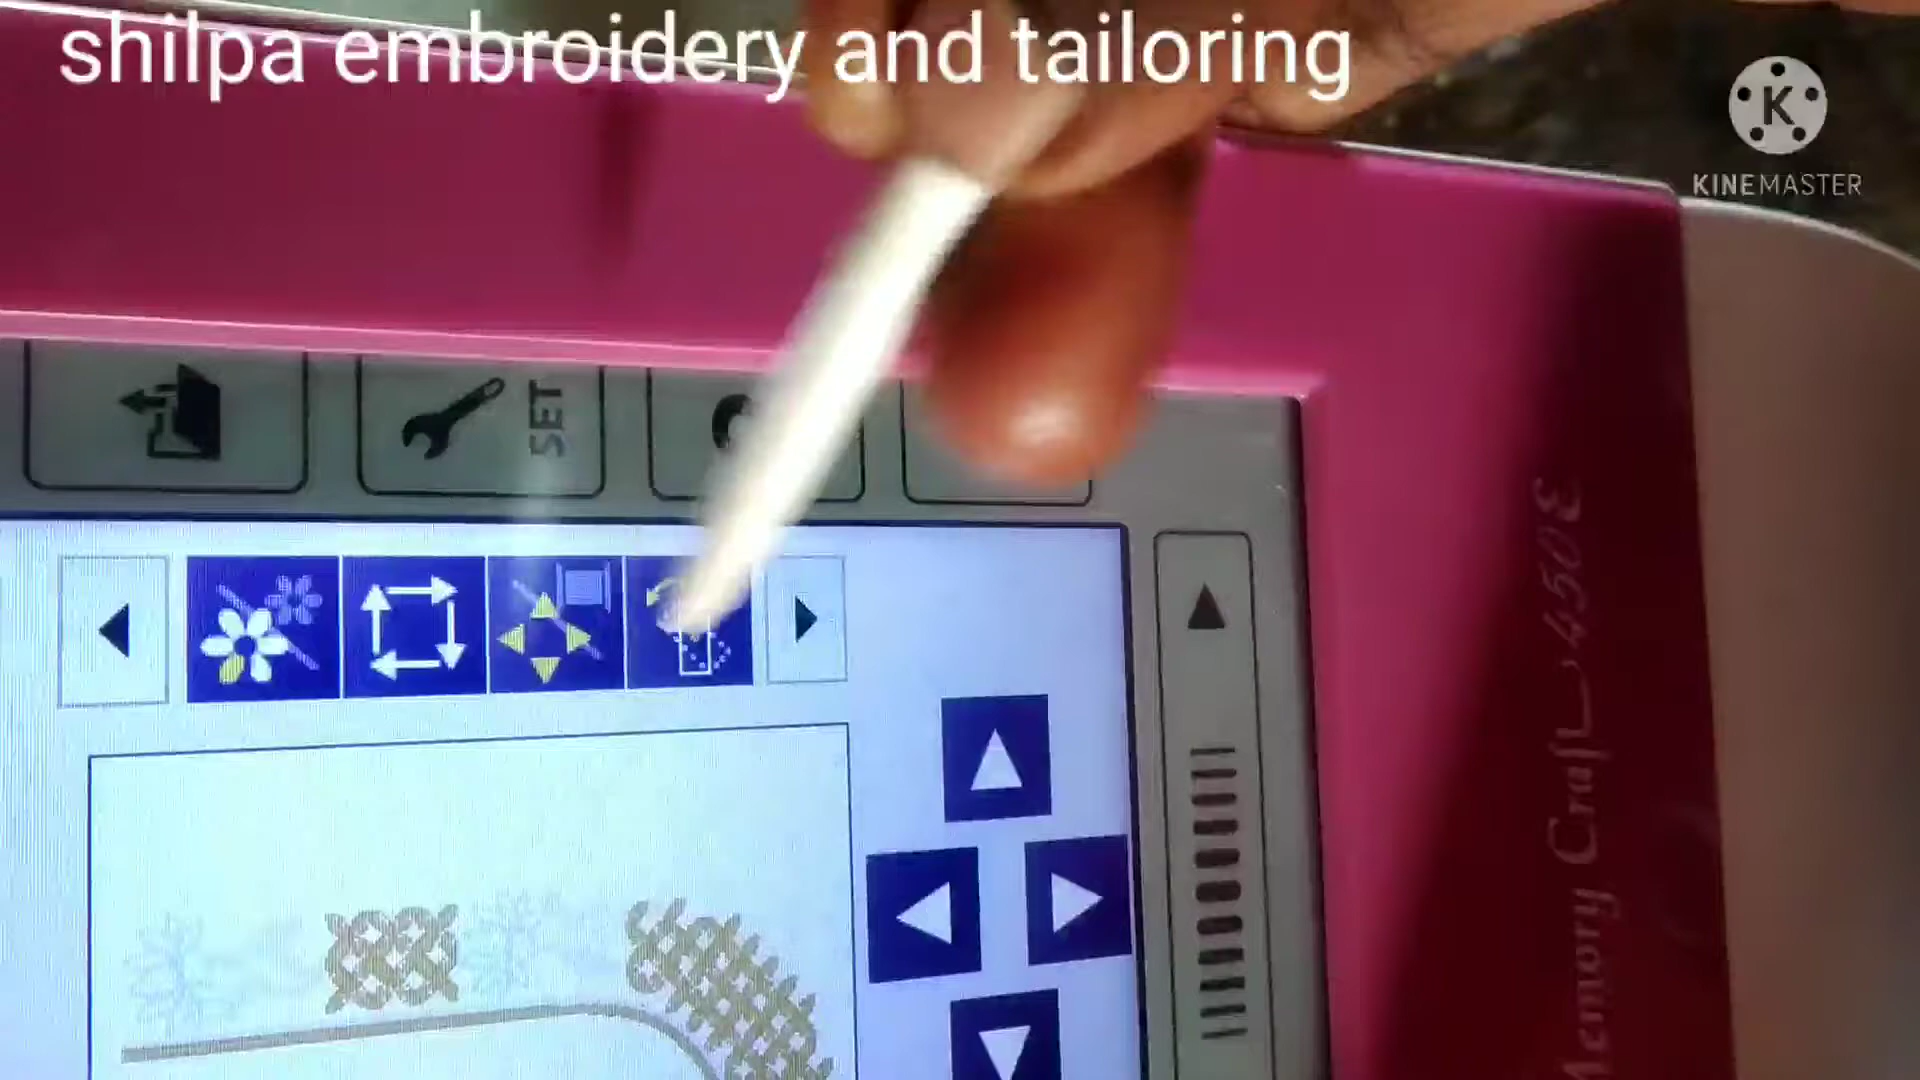 shilpa embroidery and tailoring
K
KINEMASTER
SET
Memory Craft 450E